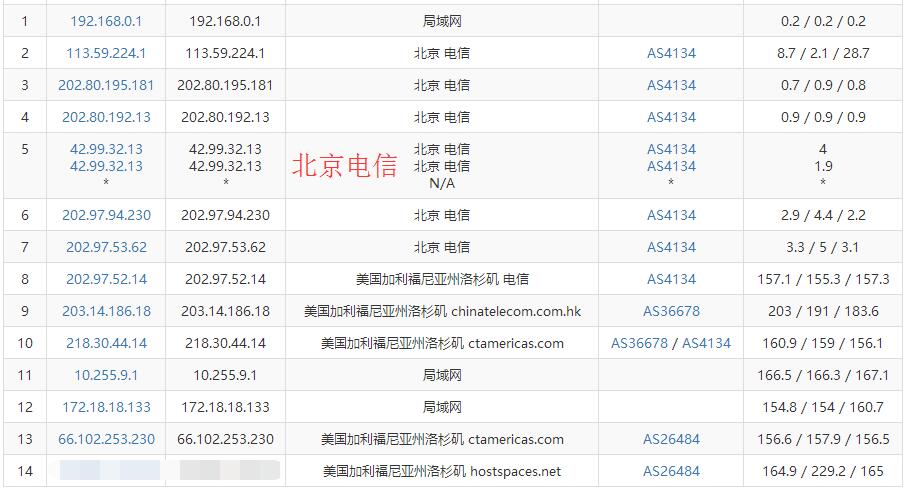 1 192.168.0.1 192.168.0.1 局域网 0.2 / 0.2 / 0.2
2 113.59.224.1 113.59.224.1 北京 电信 AS4134 8.7 / 2.1 / 28.7
3 202.80.195.181 202.80.195.181 北京 电信 AS4134 0.7 / 0.9 / 0.8
4 202.80.192.13 202.80.192.13 北京 电信 AS4134 0.9 / 0.9 / 0.9
5 42.99.32.13 42.99.32.13 北京 电信 AS4134 4
42.99.32.13 42.99.32.13 北京电信 北京 电信 AS4134 1.9
* * N/A * *
6 202.97.94.230 202.97.94.230 北京 电信 AS4134 2.9 / 4.4 / 2.2
7 202.97.53.62 202.97.53.62 北京 电信 AS4134 3.3 / 5 / 3.1
8 202.97.52.14 202.97.52.14 美国加利福尼亚州洛杉矶 电信 AS4134 157.1 / 155.3 / 157.3
9 203.14.186.18 203.14.186.18 美国加利福尼亚州洛杉矶 chinatelecom.com.hk AS36678 203 / 191 / 183.6
10 218.30.44.14 218.30.44.14 美国加利福尼亚州洛杉矶 ctamericas.com AS36678 / AS4134 160.9 / 159 / 156.1
11 10.255.9.1 10.255.9.1 局域网 166.5 / 166.3 / 167.1
12 172.18.18.133 172.18.18.133 局域网 154.8 / 154 / 160.7
13 66.102.253.230 66.102.253.230 美国加利福尼亚州洛杉矶 ctamericas.com AS26484 156.6 / 157.9 / 156.5
14 美国加利福尼亚州洛杉矶 hostspaces.net AS26484 164.9 / 229.2 / 165